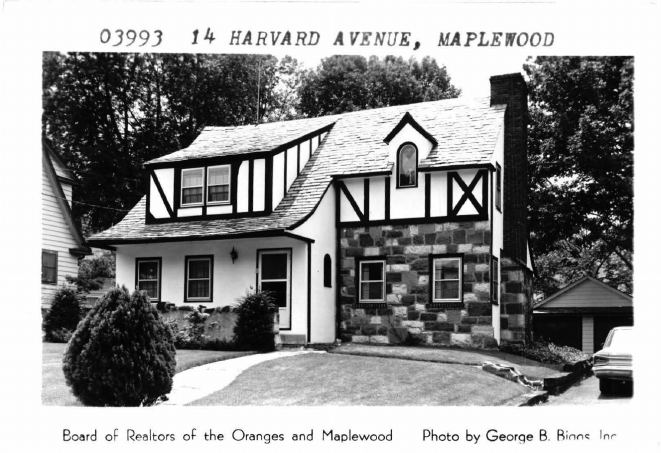 03993 14 HARVARD AVENUE, MAPLEWOOD
Board of Realtors of the Oranges and Maplewood Photo by George B. Biggs, Inc.